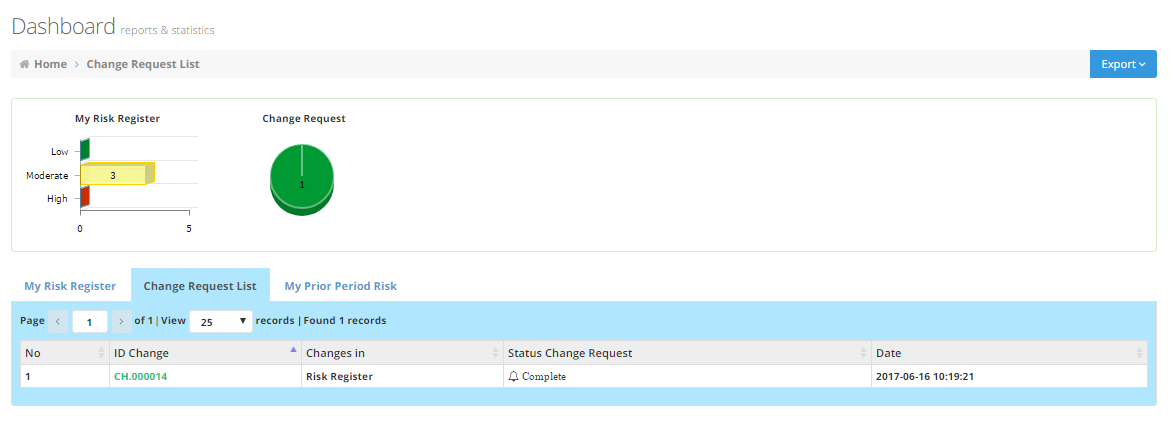 Dashboard reports & statistics
Home > Change Request List
Export
My Risk Register
Change Request
Low
Moderate
3
High
0 5
1
My Risk Register Change Request List My Prior Period Risk
Page < 1 > of 1 | View 25 records | Found 1 records
No ID Change Changes in Status Change Request Date
1 CH.000014 Risk Register Complete 2017-06-16 10:19:21